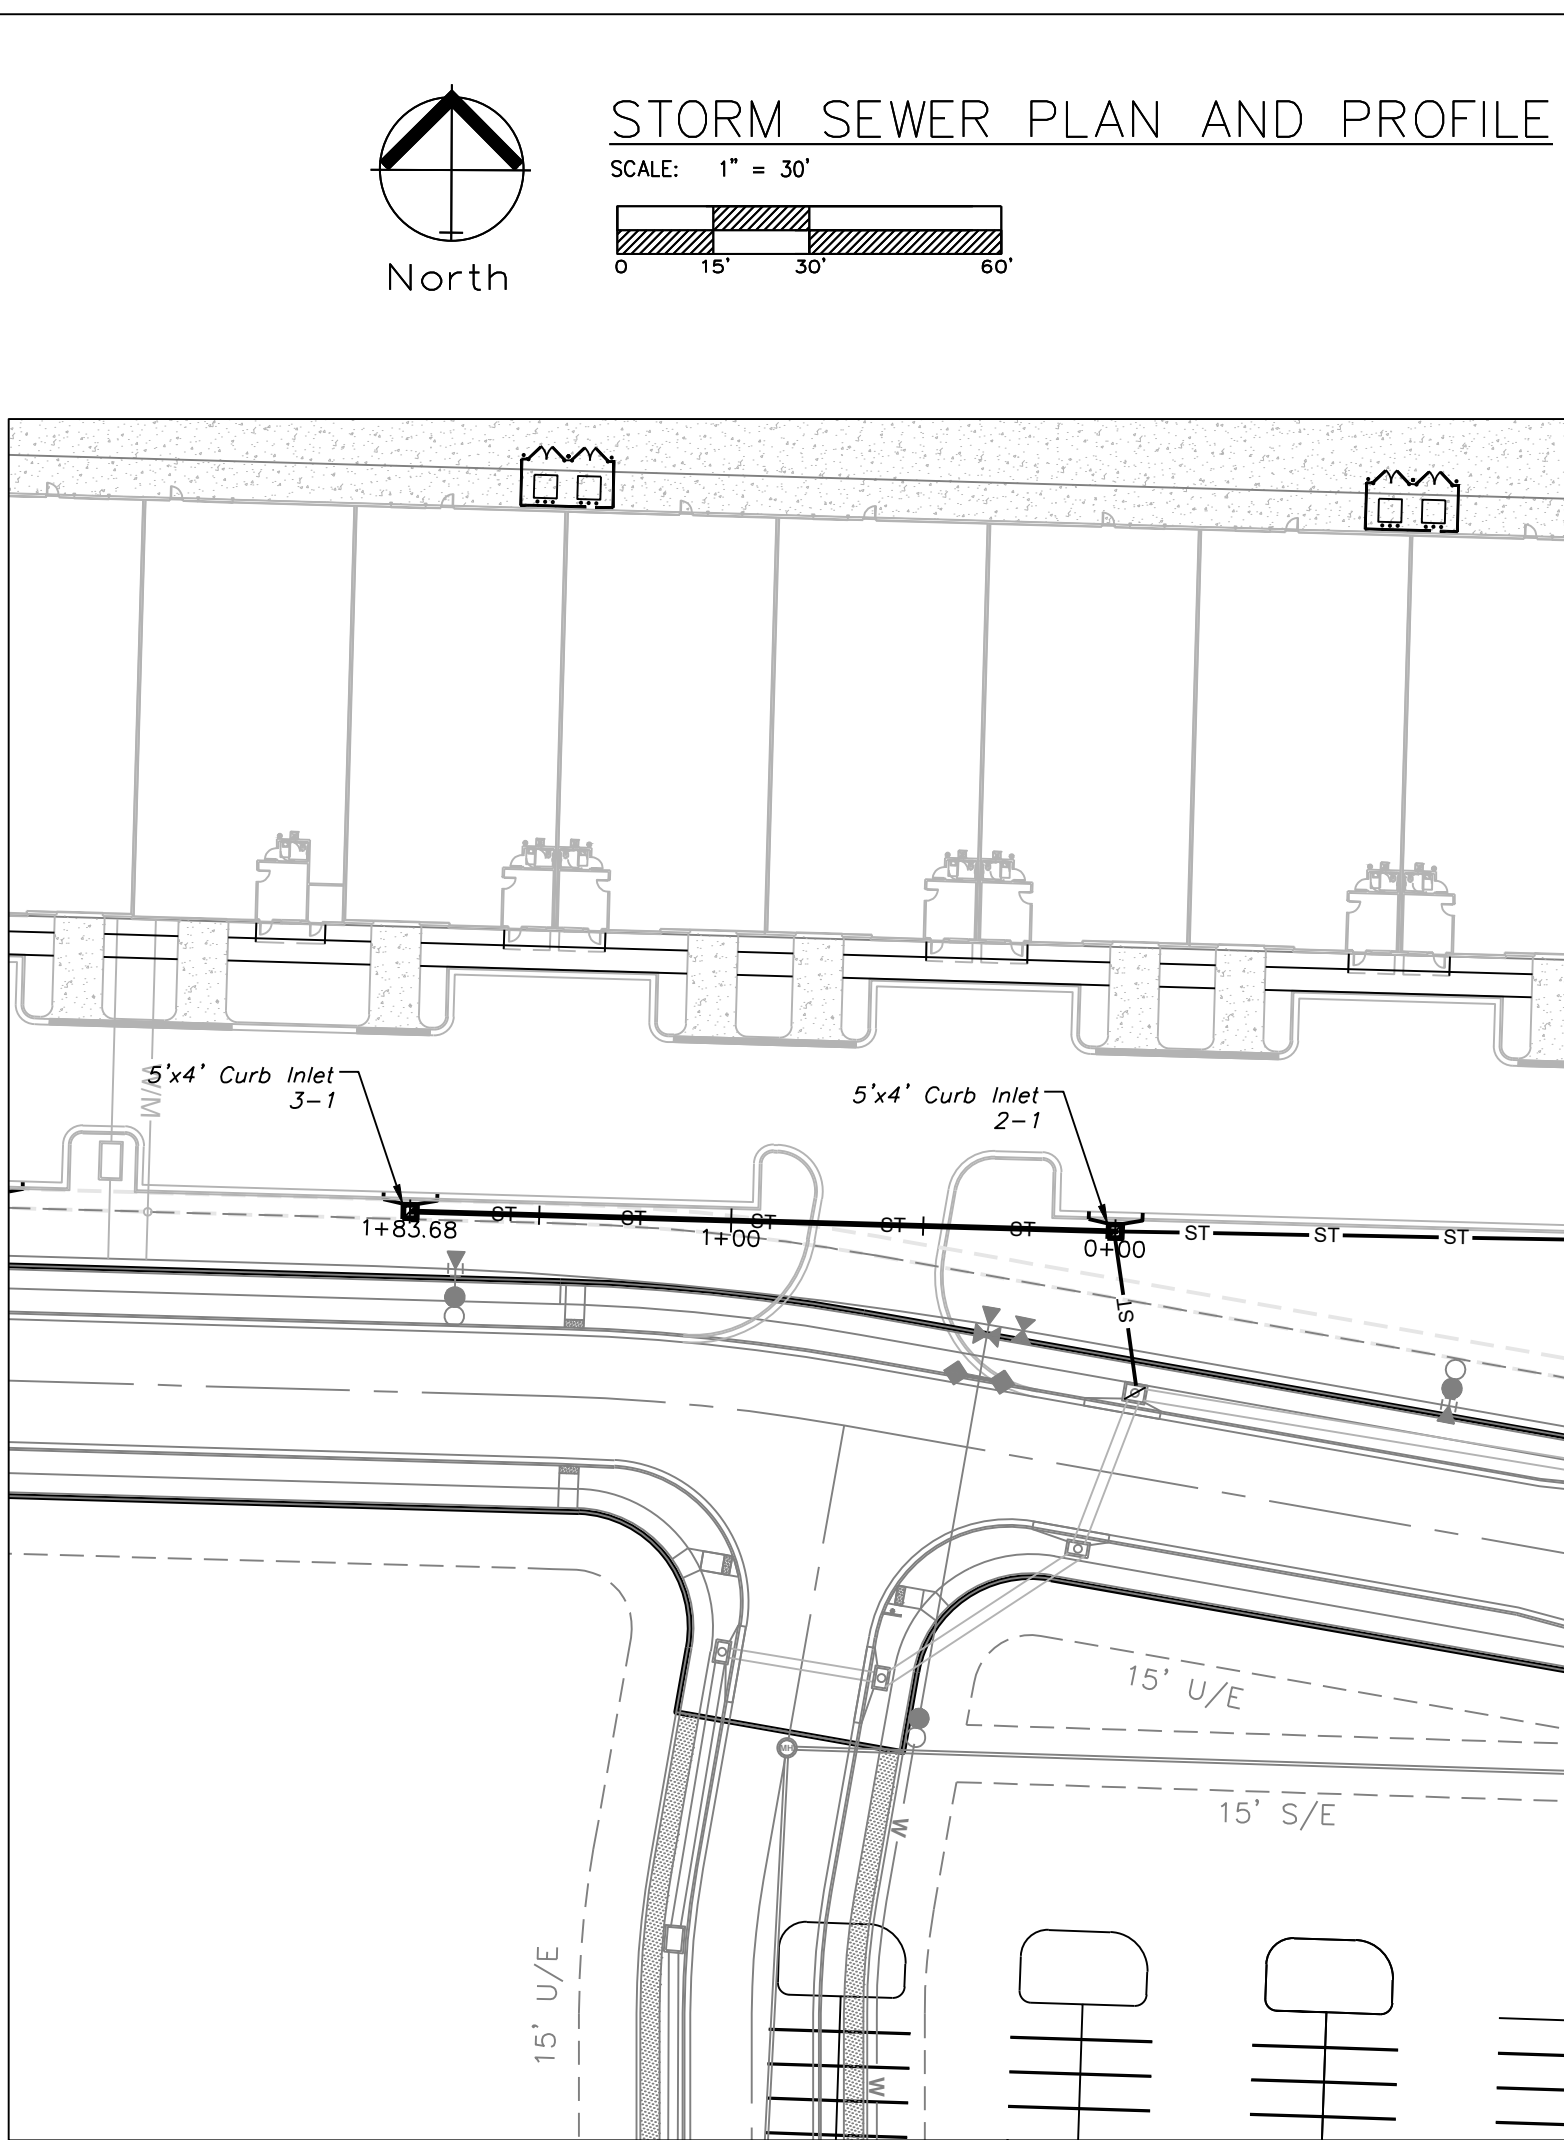 STORM SEWER PLAN AND PROFILE
SCALE: 1" = 30'
0 15' 30' 60'
North
W/M
5'x4' Curb Inlet
3-1
5'x4' Curb Inlet
2-1
ST ST ST ST ST ST ST ST
1+83.68
1+00
0+00
ST
15' U/E
MH
15' S/E
W
15' U/E
W